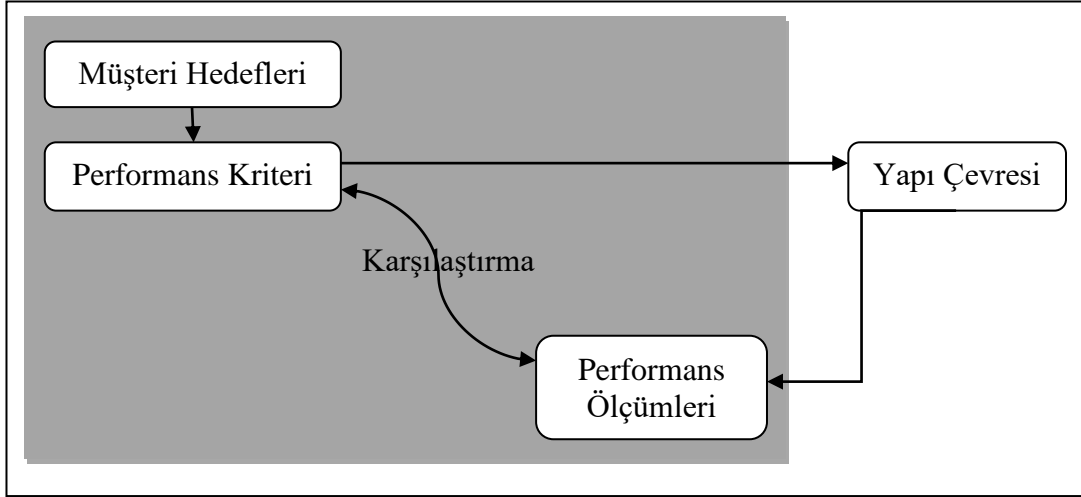 Müşteri Hedefleri
Performans Kriteri
Yapı Çevresi
Karşılaştırma
Performans
Ölçümleri